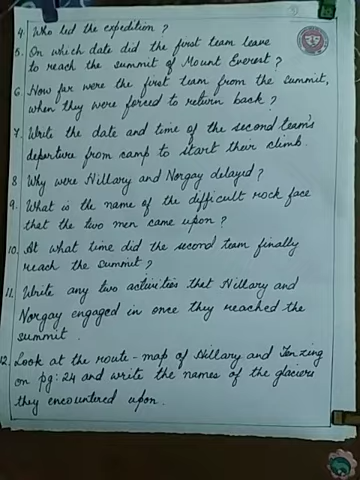 4. Who led the expedition?
5. On which date did the first team leave
to reach the summit of Mount Everest?
6. How far were the first team from the summit,
when they were forced to return back?
7. Write the date and time of the second team's
departure from camp to start their climb.
8 Why were Hillary and Norgay delayed?
9. What is the name of the difficult rock face
that the two men came upon?
10. At what time did the second team finally
reach the summit?
11. Write any two activities that Hillary and
Norgay engaged in once they reached the
summit.
12. Look at the route-map of Hillary and Tenzing
on pg: 24 and write the names of the glaciers
they encountered upon.